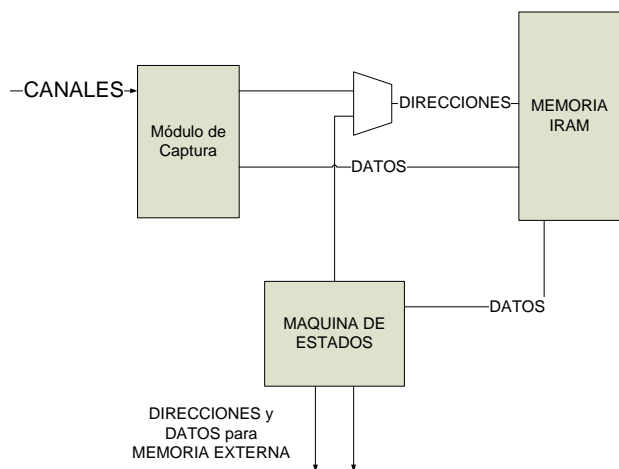 CANALES
Módulo de
Captura
DIRECCIONES
MEMORIA
IRAM
DATOS
MAQUINA DE
ESTADOS
DATOS
DIRECCIONES y
DATOS para
MEMORIA EXTERNA